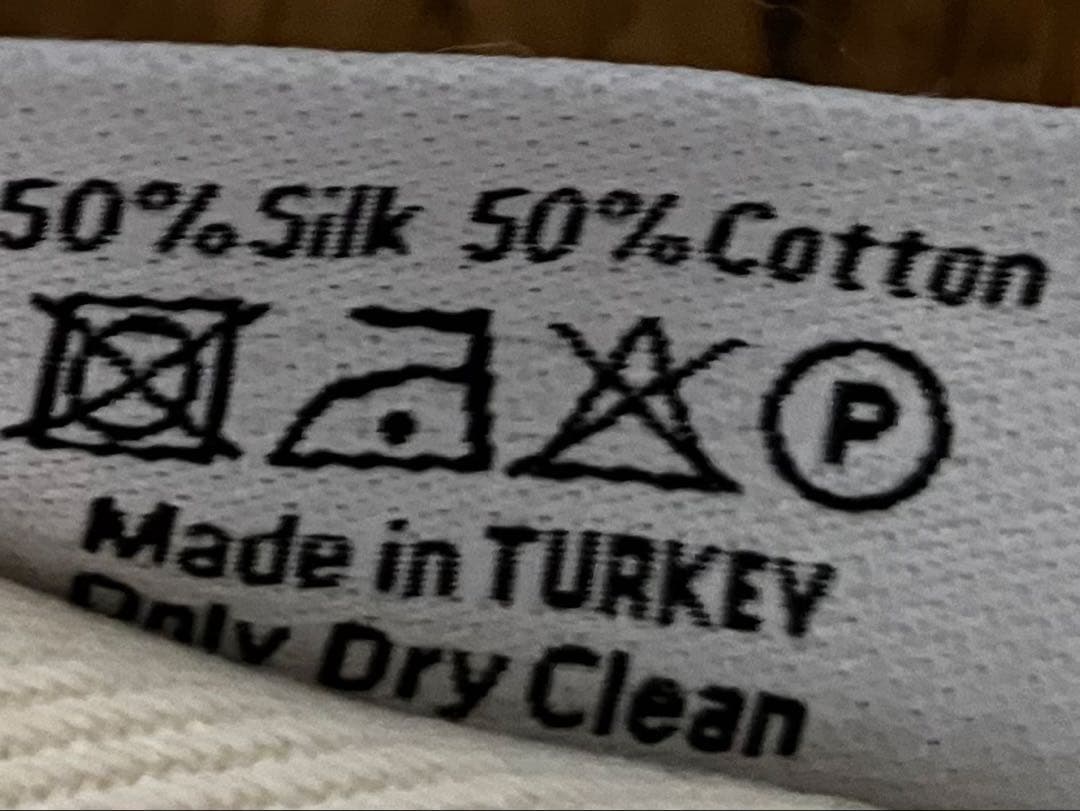 50%Silk 50%Cotton
P
Made in TURKEY
Only Dry Clean